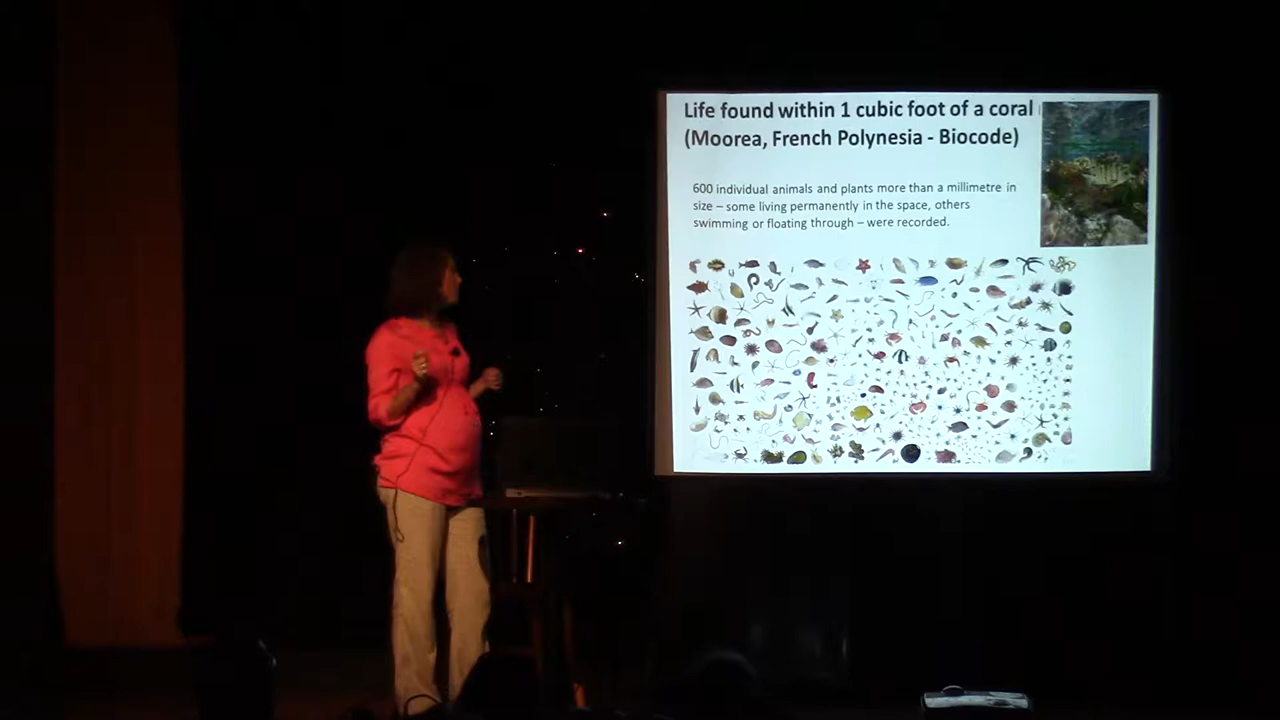 Life found within 1 cubic foot of a coral
(Moorea, French Polynesia - Biocode)
600 individual animals and plants more than a millimetre in
size – some living permanently in the space, others
swimming or floating through – were recorded.